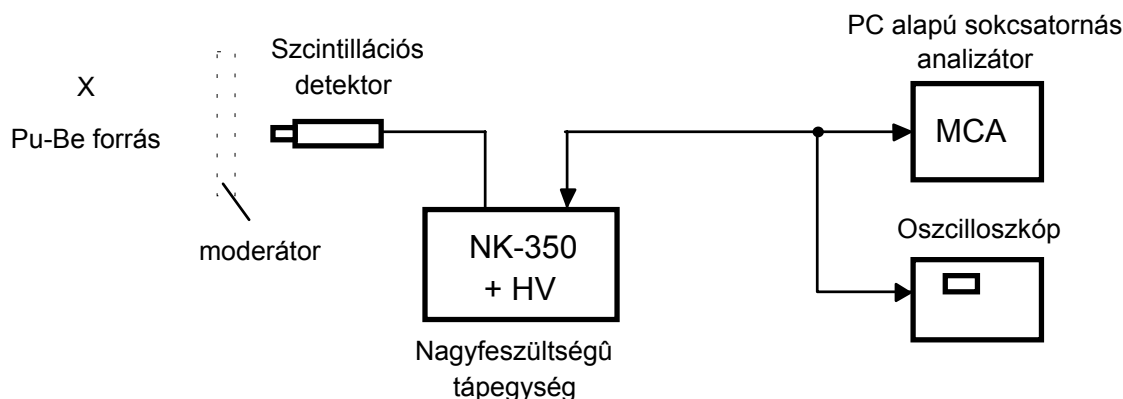 PC alapú sokcsatornás
analizátor
Szcintillációs
detektor
X
Pu-Be forrás
MCA
moderátor
NK-350
+ HV
Oszcilloszkóp
Nagyfeszültségû
tápegység